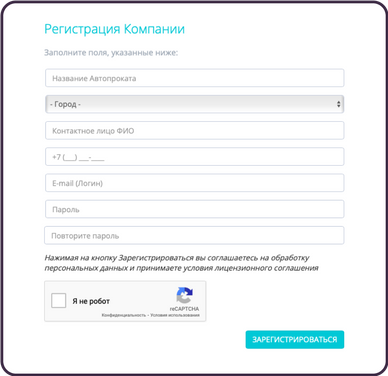 Регистрация Компании
Заполните поля, указанные ниже:
Название Автопроката
- Город -
Контактное лицо ФИО
+7 (___) ___-____
E-mail (Логин)
Пароль
Повторите пароль
Нажимая на кнопку Зарегистрироваться вы соглашаетесь на обработку
персональных данных и принимаете условия лицензионного соглашения
Я не робот
reCAPTCHA
Конфиденциальность - Условия использования
ЗАРЕГИСТРИРОВАТЬСЯ